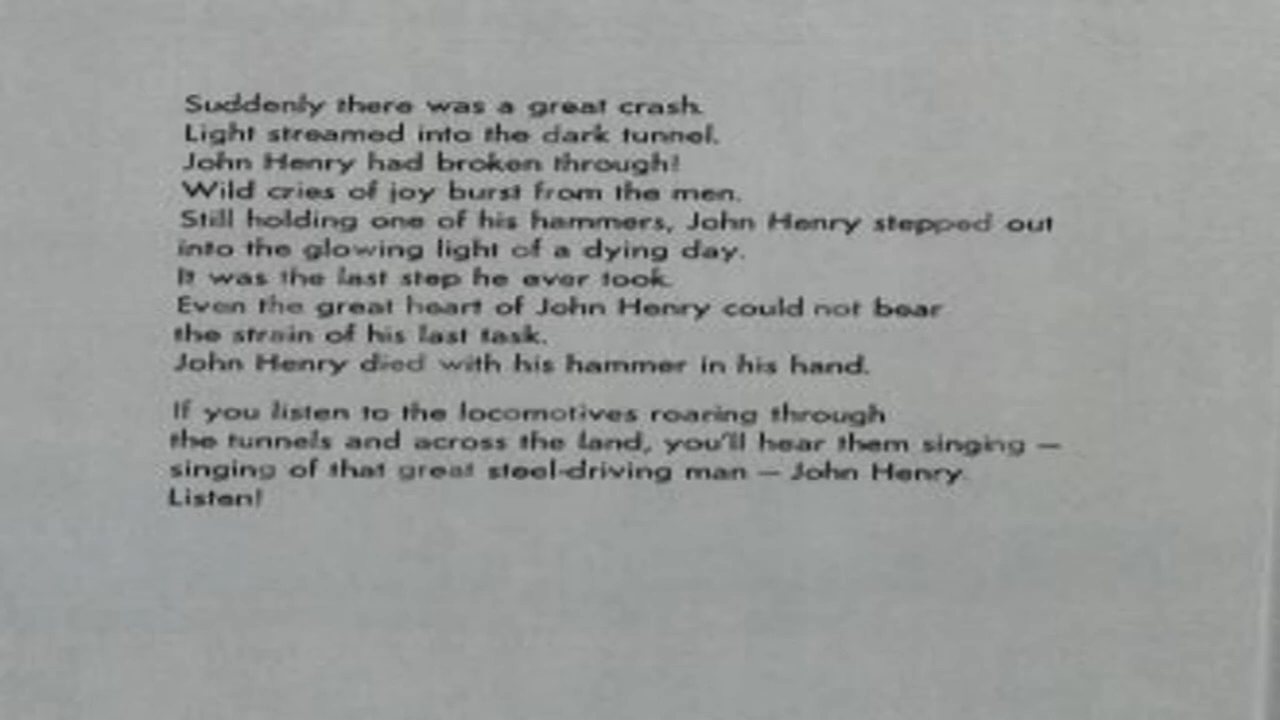 Suddenly there was a great crash.
Light streamed into the dark tunnel.
John Henry had broken through!
Wild cries of joy burst from the men.
Still holding one of his hammers, John Henry stepped out
into the glowing light of a dying day.
It was the last step he ever took.
Even the great heart of John Henry could not bear
the strain of his last task.
John Henry died with his hammer in his hand.
If you listen to the locomotives roaring through
the tunnels and across the land, you'll hear them singing —
singing of that great steel-driving man — John Henry.
Listen!